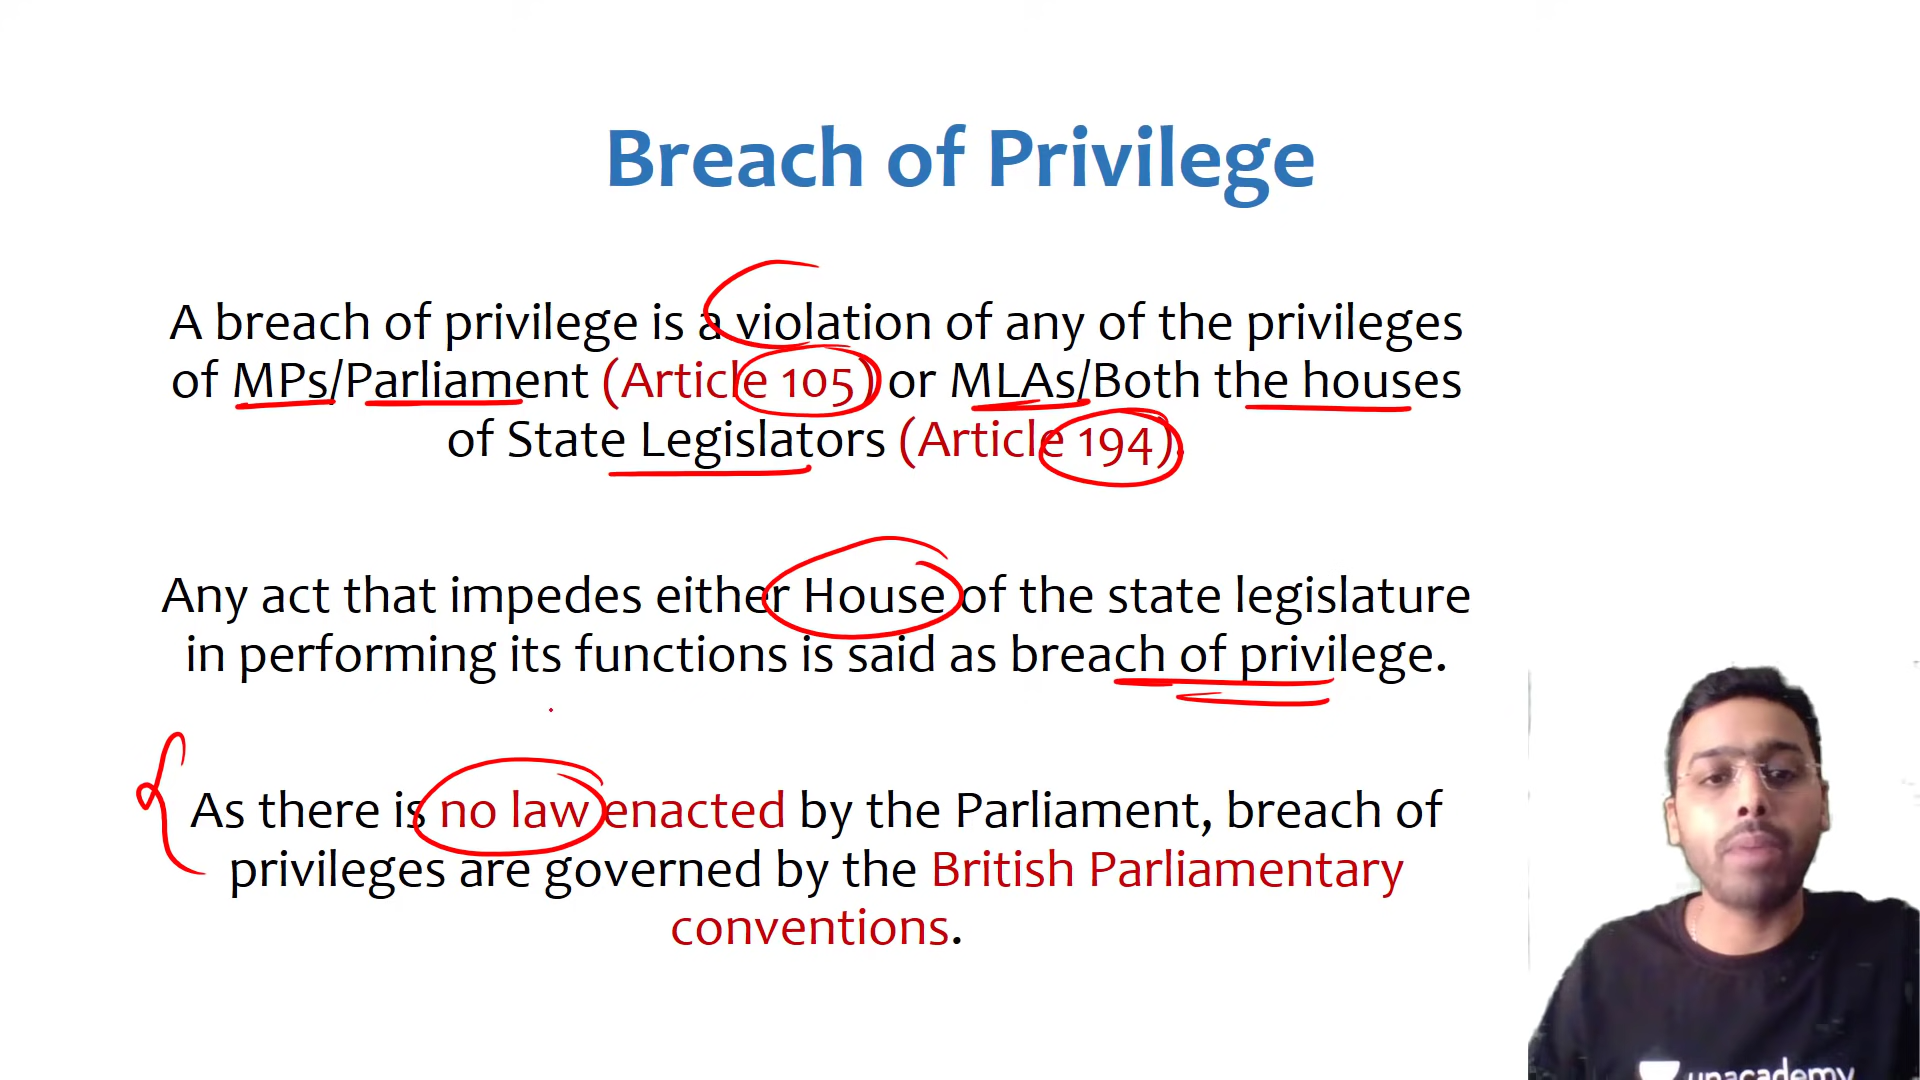 Breach of Privilege
A breach of privilege is a violation of any of the privileges
of MPs/Parliament (Article 105) or MLAs/Both the houses
of State Legislators (Article 194).
Any act that impedes either House of the state legislature
in performing its functions is said as breach of privilege.
As there is no law enacted by the Parliament, breach of
privileges are governed by the British Parliamentary
conventions.
unacademy